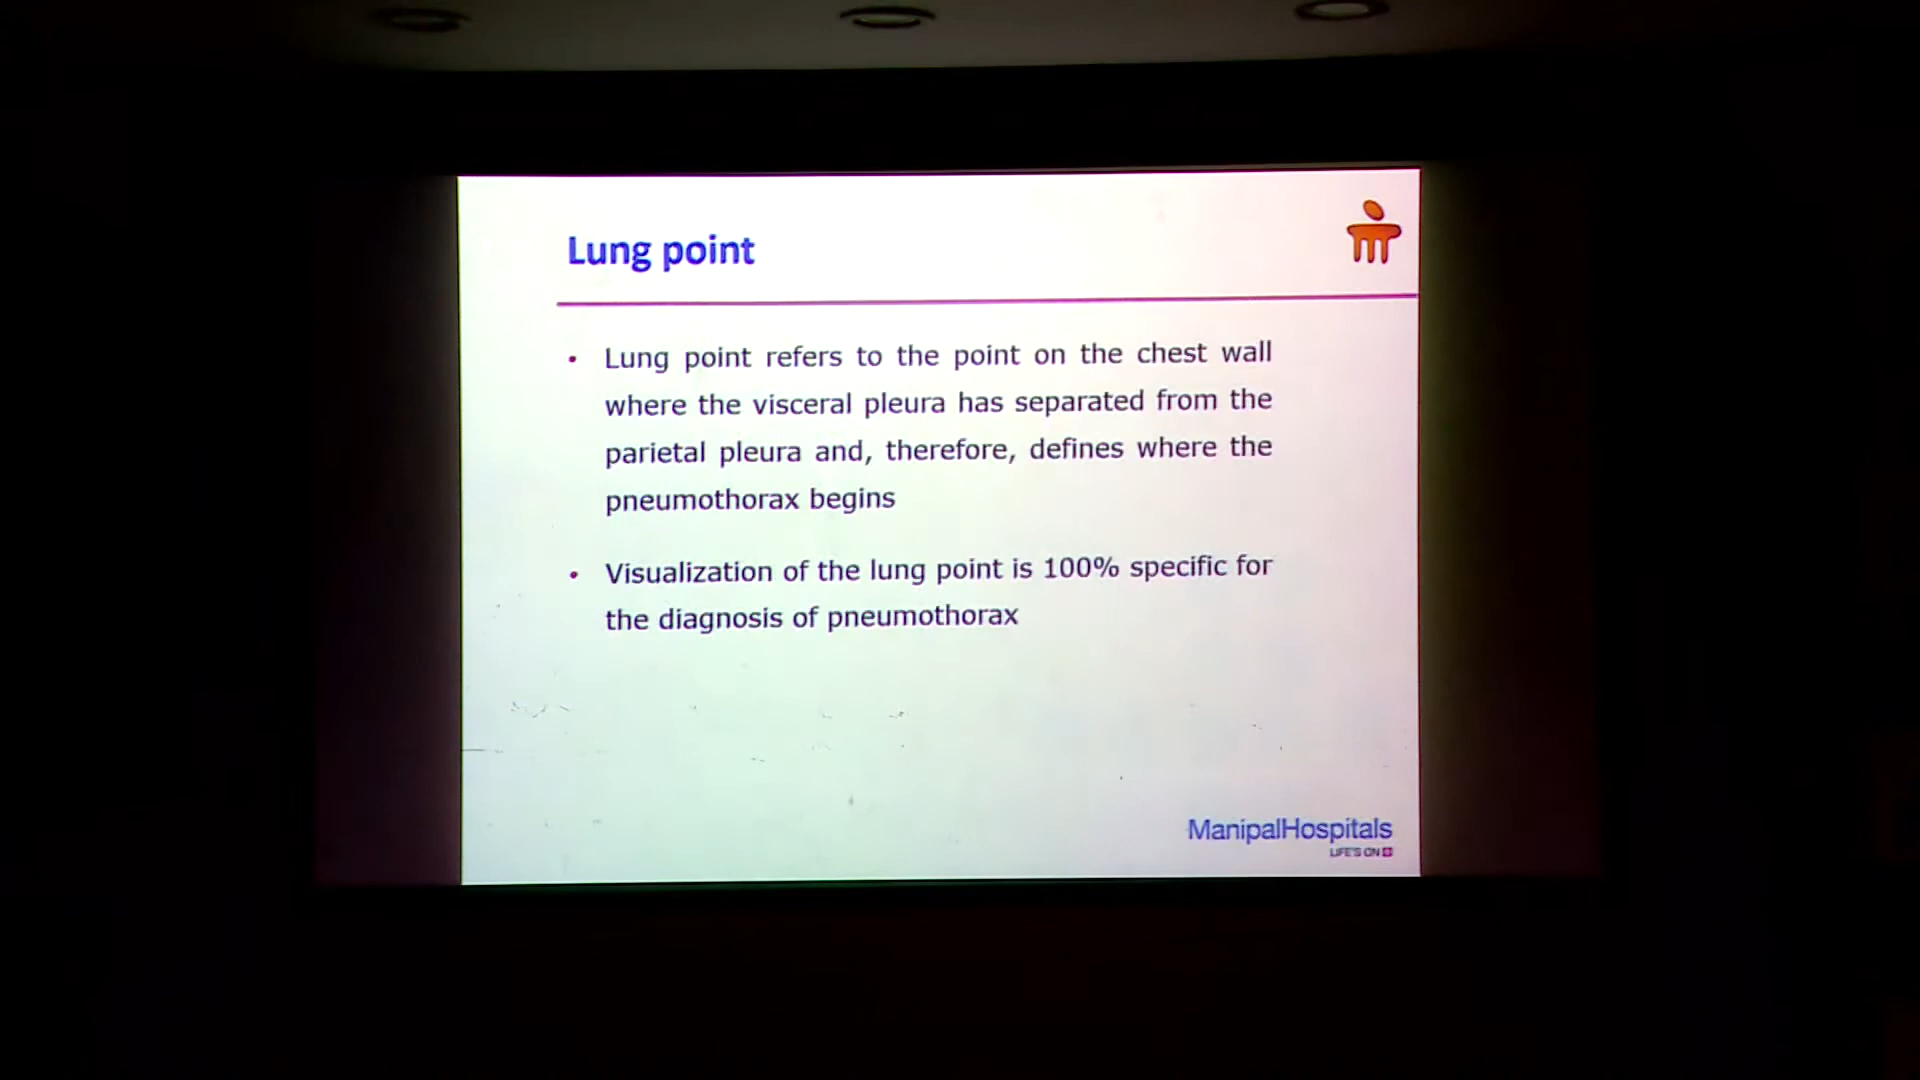 Lung point
• Lung point refers to the point on the chest wall
where the visceral pleura has separated from the
parietal pleura and, therefore, defines where the
pneumothorax begins
• Visualization of the lung point is 100% specific for
the diagnosis of pneumothorax
ManipalHospitals
LIFE'S ON